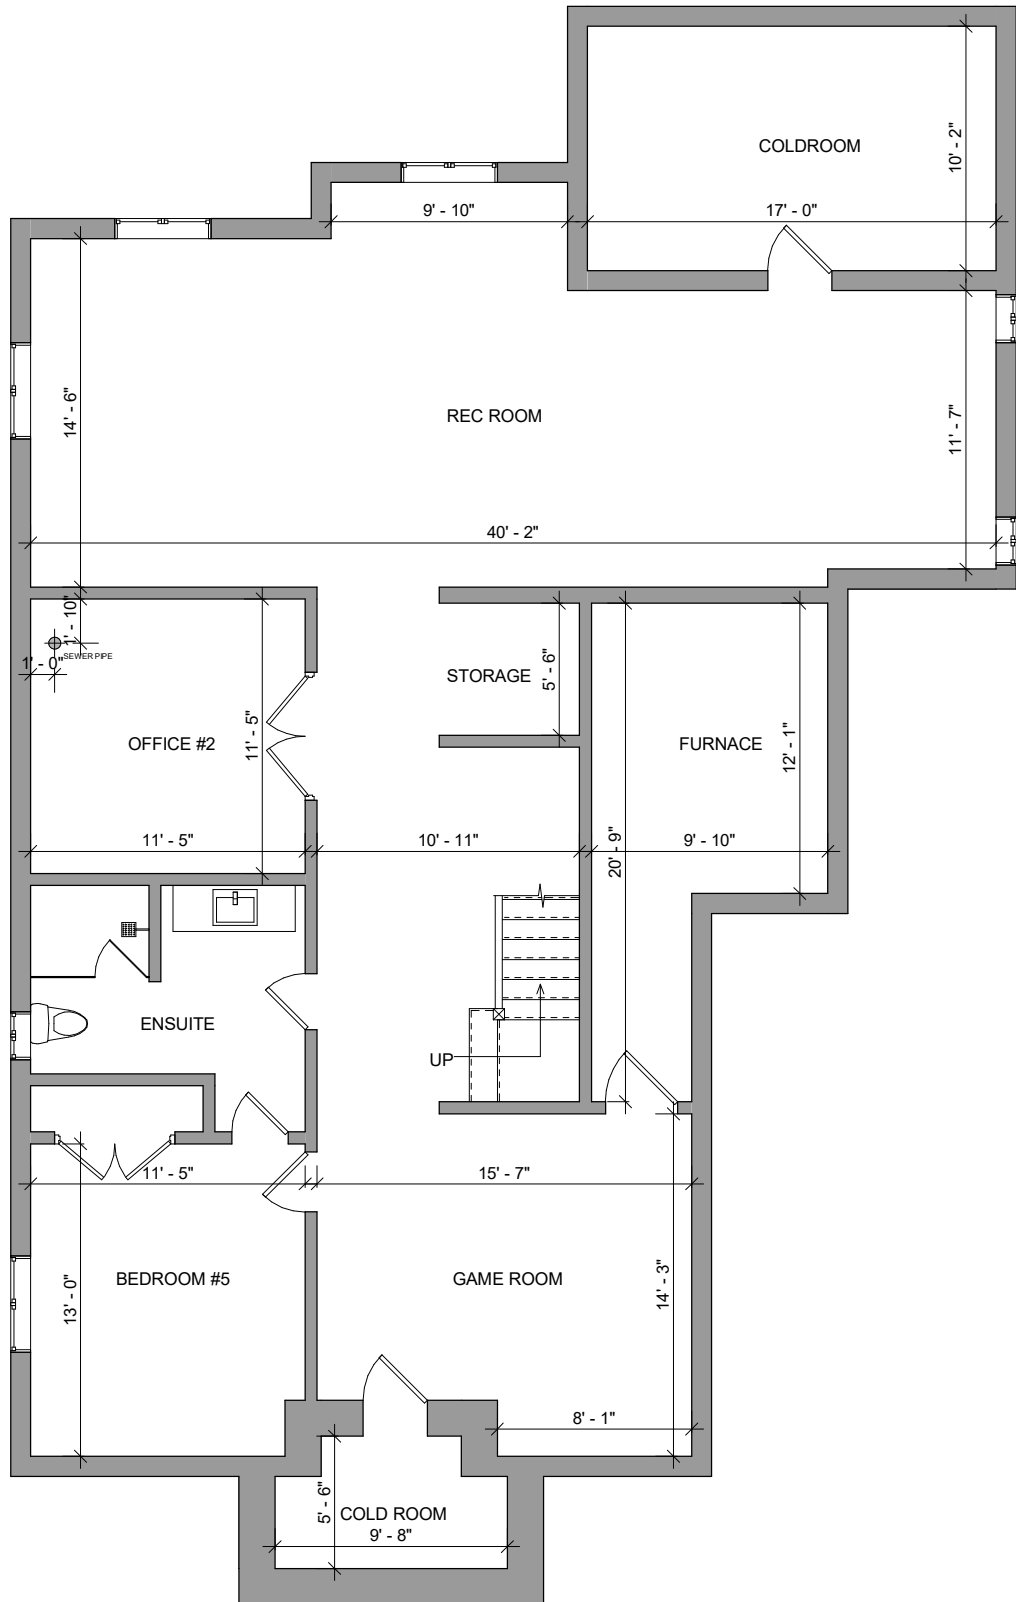 COLDROOM
10' - 2"
9' - 10"
17' - 0"
14' - 6"
REC ROOM
11' - 7"
40' - 2"
1' - 10"
SEWER PIPE
1' - 0"
STORAGE
5' - 6"
OFFICE #2
11' - 5"
FURNACE
12' - 1"
11' - 5"
10' - 11"
20' - 9"
9' - 10"
ENSUITE
UP
11' - 5"
15' - 7"
BEDROOM #5
13' - 0"
GAME ROOM
14' - 3"
8' - 1"
5' - 6"
COLD ROOM
9' - 8"